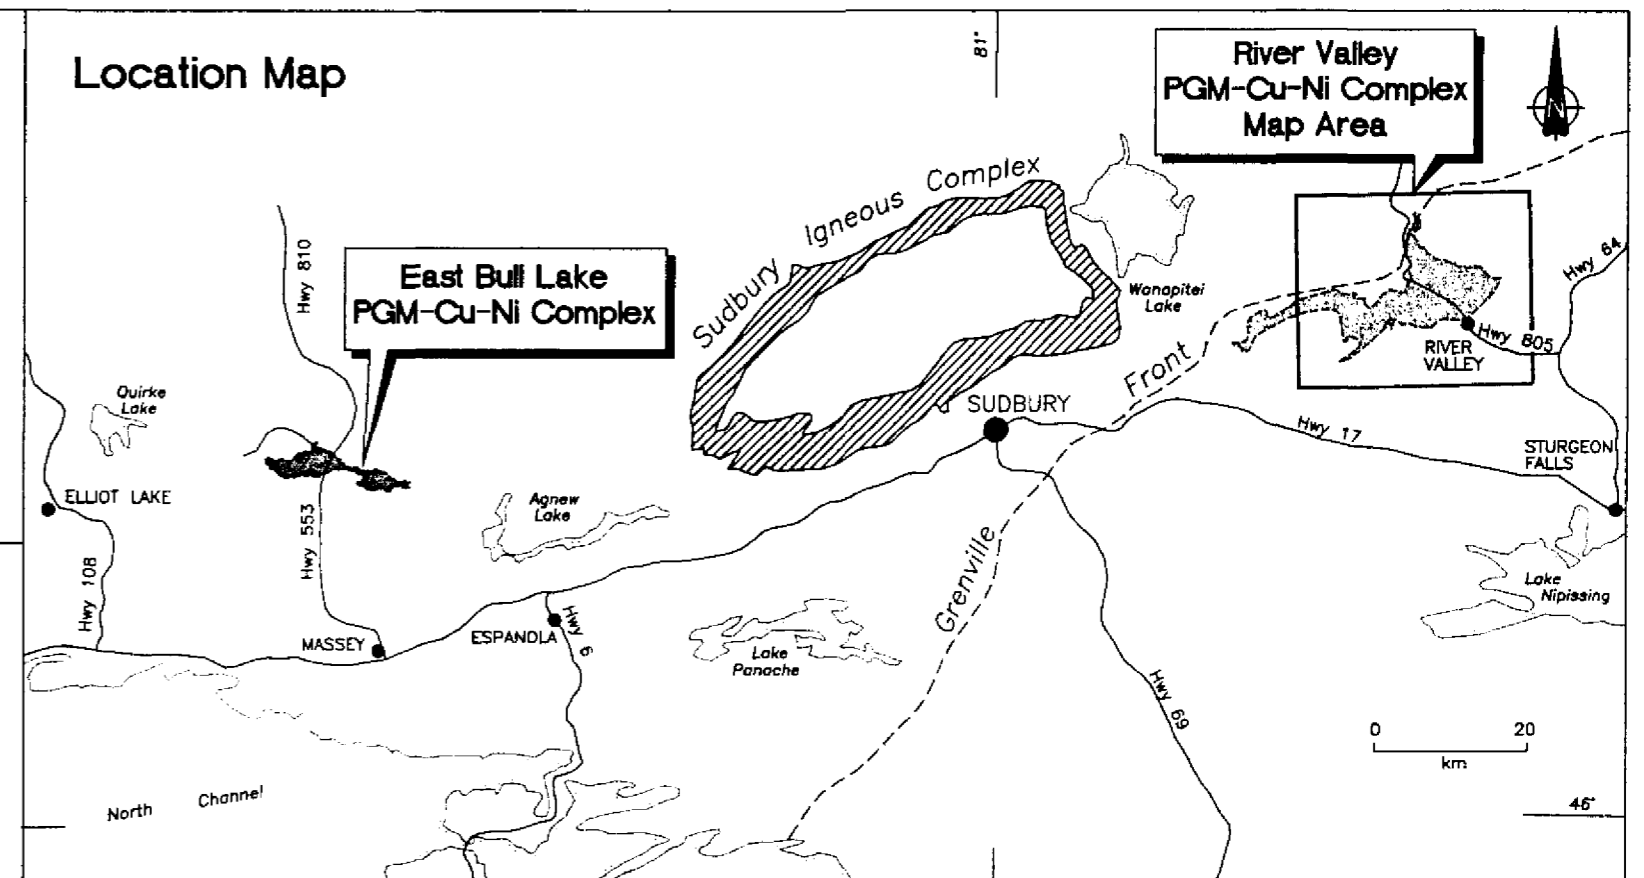 Location Map
81°
River Valley
PGM-Cu-Ni Complex
Map Area
N
Sudbury Igneous Complex
Hwy 810
East Bull Lake
PGM-Cu-Ni Complex
Wanapitei
Lake
Hwy 64
Hwy 805
RIVER
VALLEY
Front
Quirke
Lake
SUDBURY
Hwy 17
STURGEON
FALLS
ELLIOT LAKE
Agnew
Lake
Hwy 553
Hwy 108
Grenville
Lake
Nipissing
MASSEY
ESPANOLA
Hwy 6
Lake
Panache
Hwy 69
0 20
km
North Channel
46°